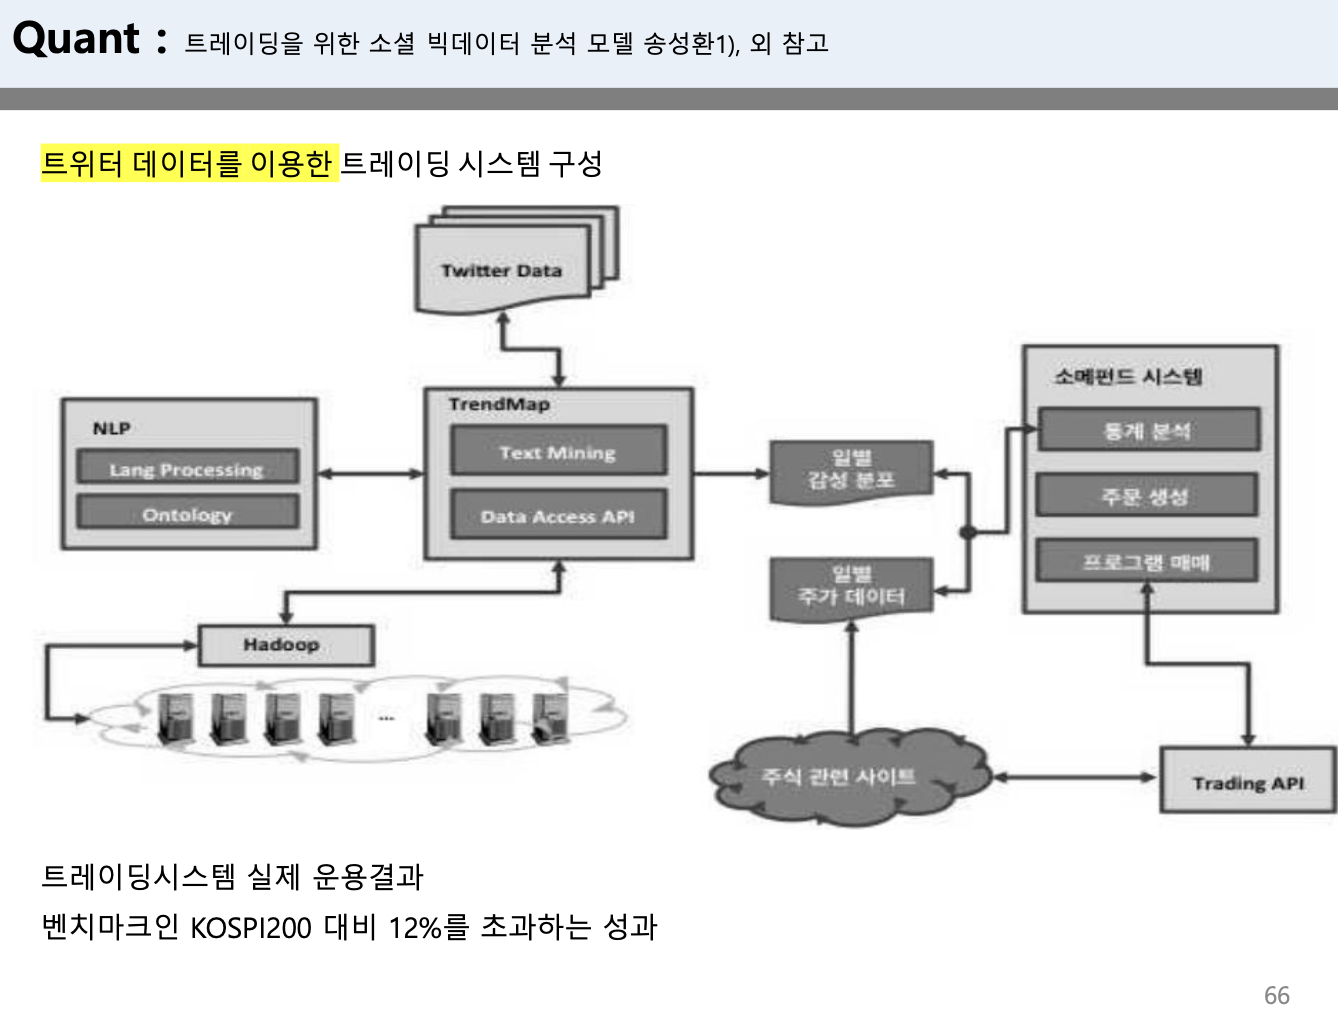 Quant : 트레이딩을 위한 소셜 빅데이터 분석 모델 송성환1), 외 참고
트위터 데이터를 이용한 트레이딩 시스템 구성
Twitter Data
NLP
Lang Processing
Ontology
TrendMap
Text Mining
Data Access API
Hadoop
...
일별
감성 분포
일별
주가 데이터
소메펀드 시스템
통계 분석
주문 생성
프로그램 매매
주식 관련 사이트
Trading API
트레이딩시스템 실제 운용결과
벤치마크인 KOSPI200 대비 12%를 초과하는 성과
66